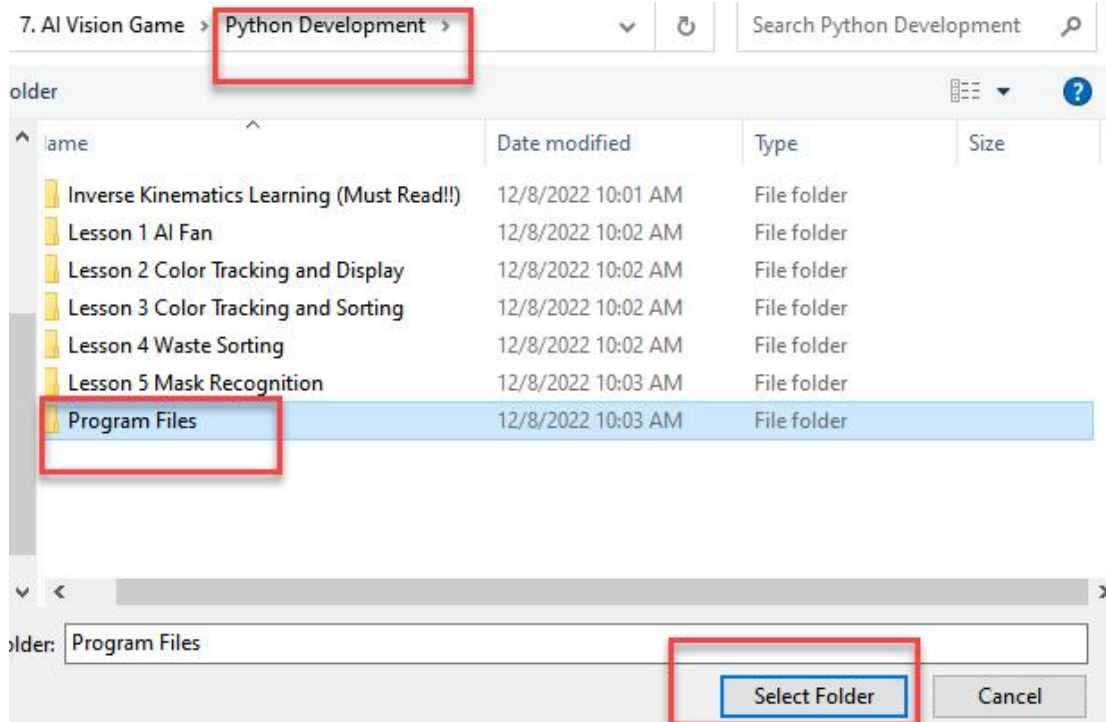 7. AI Vision Game > Python Development > Search Python Development
older
ame Date modified Type Size
Inverse Kinematics Learning (Must Read!!) 12/8/2022 10:01 AM File folder
Lesson 1 AI Fan 12/8/2022 10:02 AM File folder
Lesson 2 Color Tracking and Display 12/8/2022 10:02 AM File folder
Lesson 3 Color Tracking and Sorting 12/8/2022 10:02 AM File folder
Lesson 4 Waste Sorting 12/8/2022 10:02 AM File folder
Lesson 5 Mask Recognition 12/8/2022 10:03 AM File folder
Program Files 12/8/2022 10:03 AM File folder
older: Program Files
Select Folder Cancel